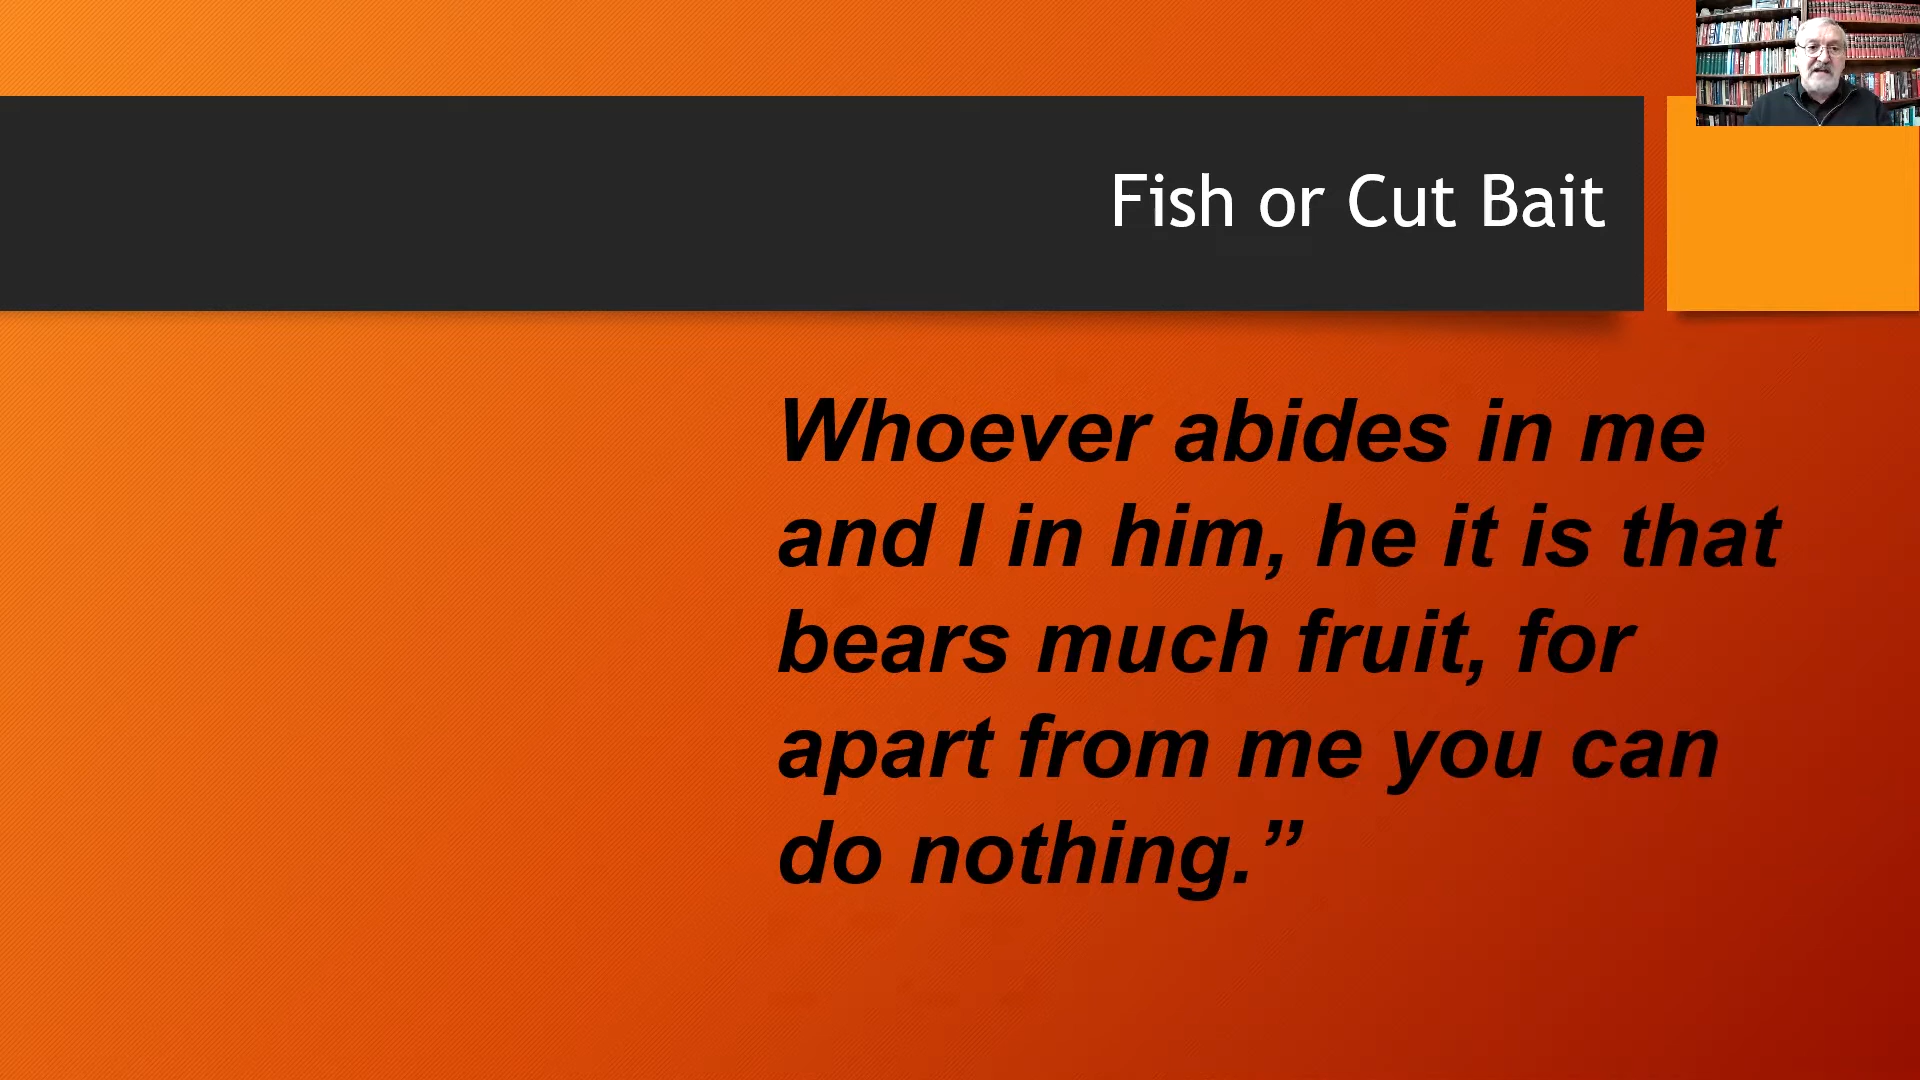 Fish or Cut Bait
Whoever abides in me
and I in him, he it is that
bears much fruit, for
apart from me you can
do nothing.”